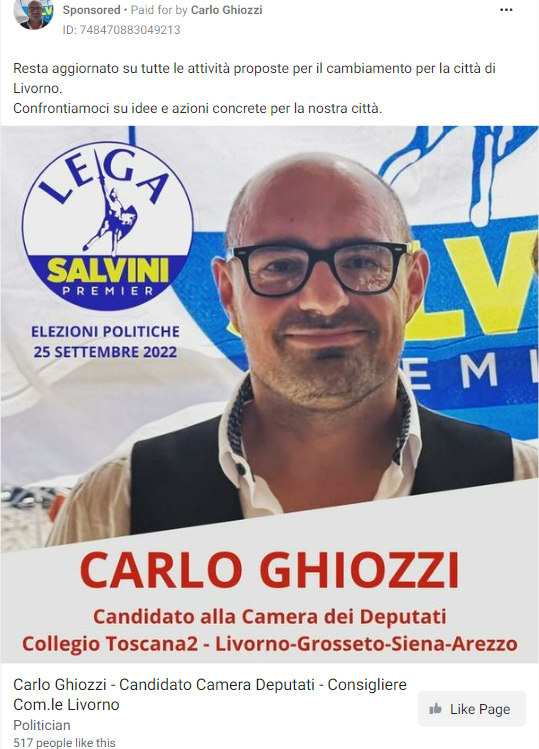 Sponsored • Paid for by Carlo Ghiozzi
ID: 748470883049213
Resta aggiornato su tutte le attività proposte per il cambiamento per la città di
Livorno.
Confrontiamoci su idee e azioni concrete per la nostra città.
LEGA
SALVINI
PREMIER
ELEZIONI POLITICHE
25 SETTEMBRE 2022
LV
EMI
CARLO GHIOZZI
Candidato alla Camera dei Deputati
Collegio Toscana2 - Livorno-Grosseto-Siena-Arezzo
Carlo Ghiozzi - Candidato Camera Deputati - Consigliere
Com.le Livorno
Politician
517 people like this
Like Page